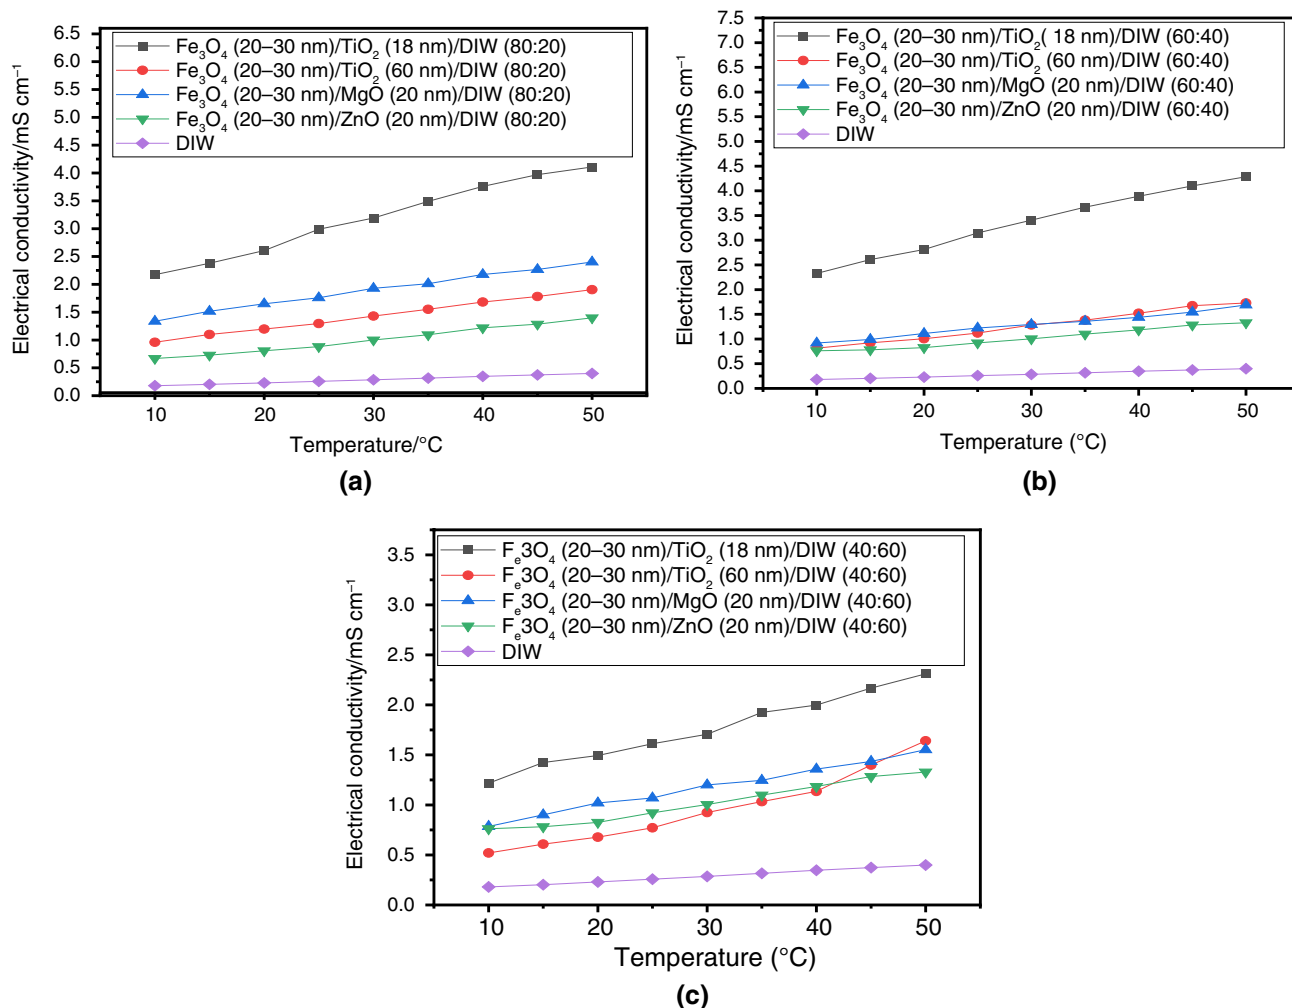 6.5
6.0
5.5
5.0
4.5
4.0
3.5
3.0
2.5
2.0
1.5
1.0
0.5
0.0
Electrical conductivity/mS cm⁻¹
Fe₃O₄ (20–30 nm)/TiO₂ (18 nm)/DIW (80:20)
Fe₃O₄ (20–30 nm)/TiO₂ (60 nm)/DIW (80:20)
Fe₃O₄ (20–30 nm)/MgO (20 nm)/DIW (80:20)
Fe₃O₄ (20–30 nm)/ZnO (20 nm)/DIW (80:20)
DIW
10 20 30 40 50
Temperature/°C
(a)
7.5
7.0
6.5
6.0
5.5
5.0
4.5
4.0
3.5
3.0
2.5
2.0
1.5
1.0
0.5
0.0
Electrical conductivity/mS cm⁻¹
Fe₃O₄ (20–30 nm)/TiO₂( 18 nm)/DIW (60:40)
Fe₃O₄ (20–30 nm)/TiO₂ (60 nm)/DIW (60:40)
Fe₃O₄ (20–30 nm)/MgO (20 nm)/DIW (60:40)
Fe₃O₄ (20–30 nm)/ZnO (20 nm)/DIW (60:40)
DIW
10 20 30 40 50
Temperature (°C)
(b)
3.5
3.0
2.5
2.0
1.5
1.0
0.5
0.0
Electrical conductivity/mS cm⁻¹
Fₑ3O₄ (20–30 nm)/TiO₂ (18 nm)/DIW (40:60)
Fₑ3O₄ (20–30 nm)/TiO₂ (60 nm)/DIW (40:60)
Fₑ3O₄ (20–30 nm)/MgO (20 nm)/DIW (40:60)
Fₑ3O₄ (20–30 nm)/ZnO (20 nm)/DIW (40:60)
DIW
10 20 30 40 50
Temperature (°C)
(c)